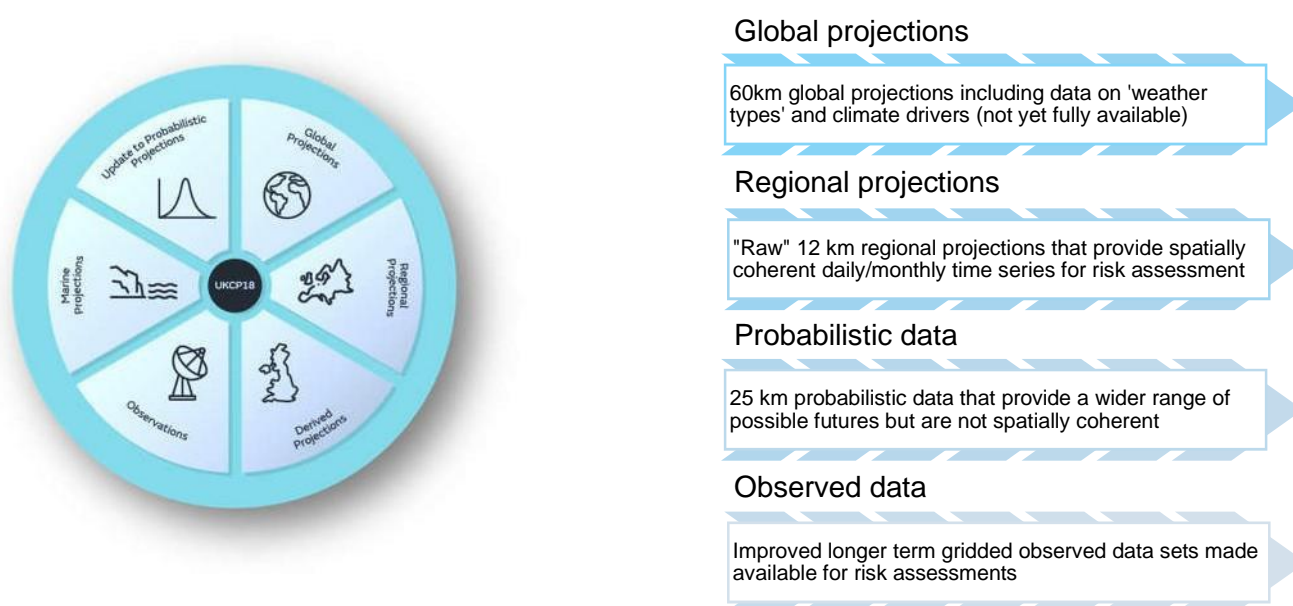 Update to Probabilistic
Projections
Global
Projections
Marine
Projections
UKCP18
Regional
Projections
Observations
Derived
Projections
Global projections
60km global projections including data on 'weather
types' and climate drivers (not yet fully available)
Regional projections
"Raw" 12 km regional projections that provide spatially
coherent daily/monthly time series for risk assessment
Probabilistic data
25 km probabilistic data that provide a wider range of
possible futures but are not spatially coherent
Observed data
Improved longer term gridded observed data sets made
available for risk assessments